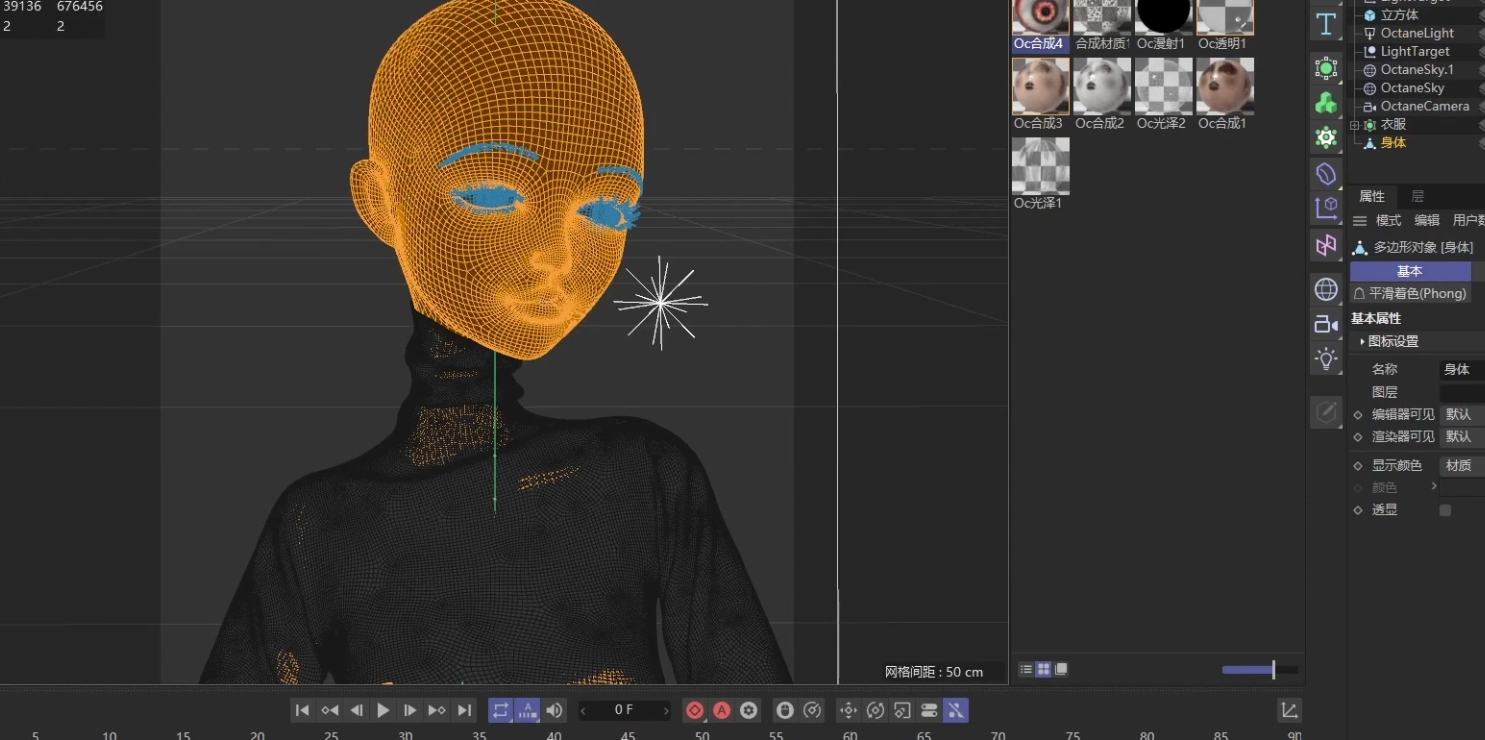 39136 676456
2 2
Oc合成4 合成材质1 Oc漫射1 Oc透明1
Oc合成3 Oc合成2 Oc光泽2 Oc合成1
Oc光泽1
网格间距 : 50 cm
LightTarget
立方体
OctaneLight
LightTarget
OctaneSky.1
OctaneSky
OctaneCamera
衣服
身体
属性 层
模式 编辑 用户数
多边形对象 [身体]
基本
平滑着色(Phong)
基本属性
图标设置
名称 身体
图层
编辑器可见 默认
渲染器可见 默认
显示颜色 材质
颜色
透显
0 F
5 10 15 20 25 30 35 40 45 50 55 60 65 70 75 80 85 90